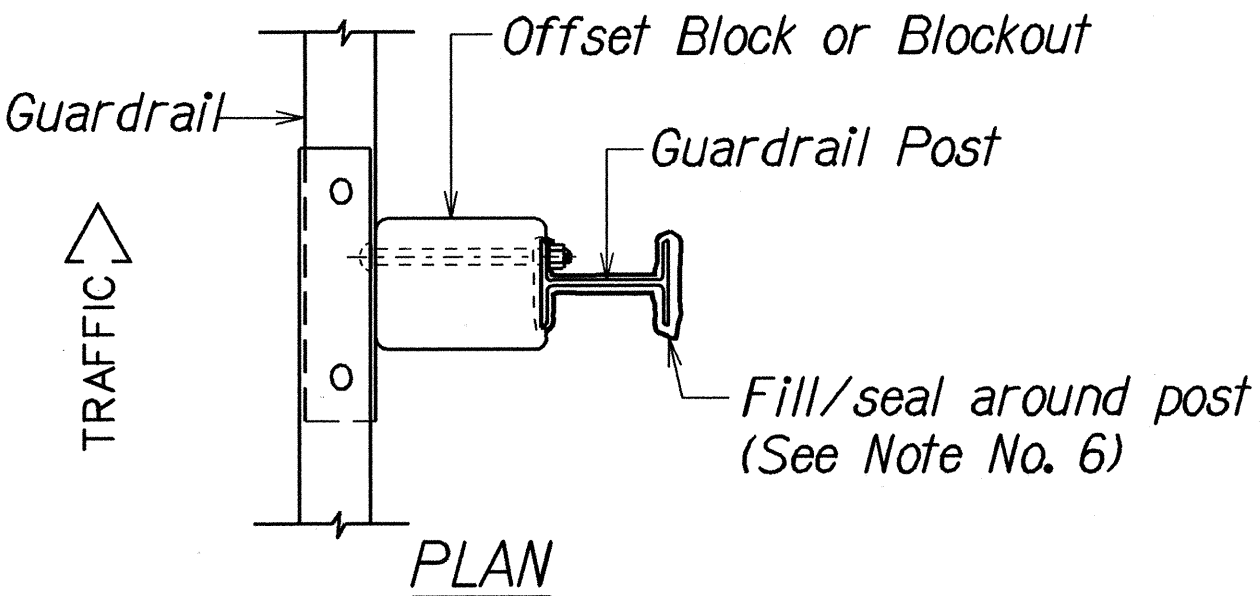 Offset Block or Blockout
Guardrail
Guardrail Post
TRAFFIC
Fill/seal around post
(See Note No. 6)
PLAN